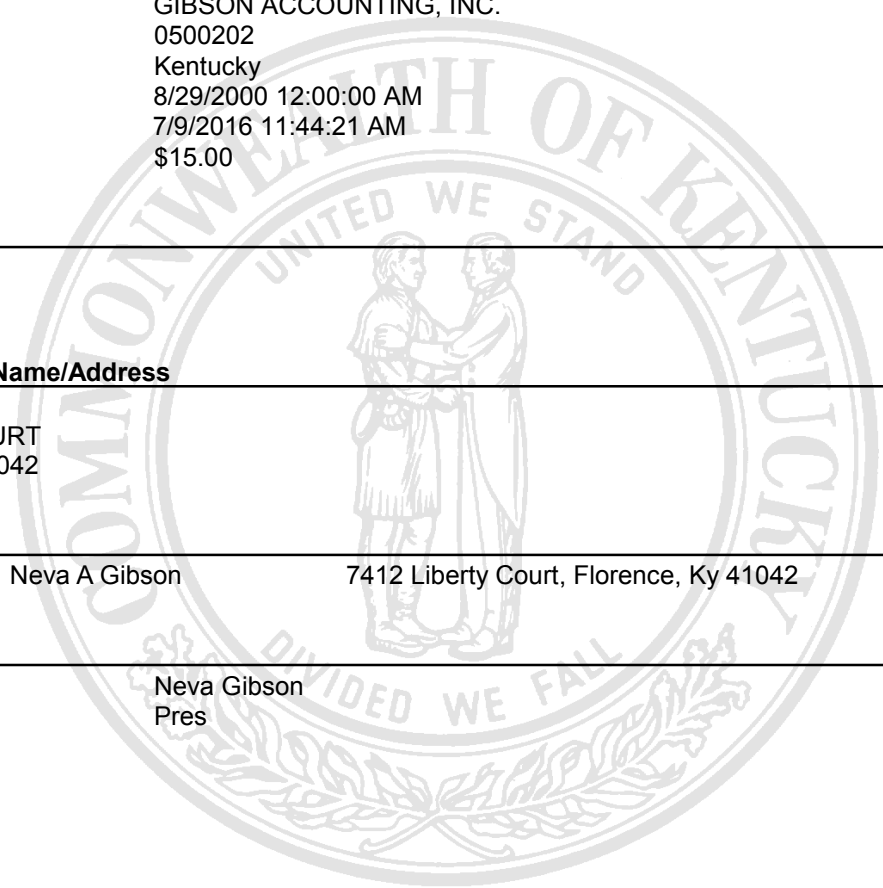 GIBSON ACCOUNTING, INC.
0500202
Kentucky
8/29/2000 12:00:00 AM
7/9/2016 11:44:21 AM
$15.00
COMMONWEALTH OF KENTUCKY
UNITED WE STAND
Name/Address
URT
042
Neva A Gibson 7412 Liberty Court, Florence, Ky 41042
Neva Gibson
Pres
DIVIDED WE FALL